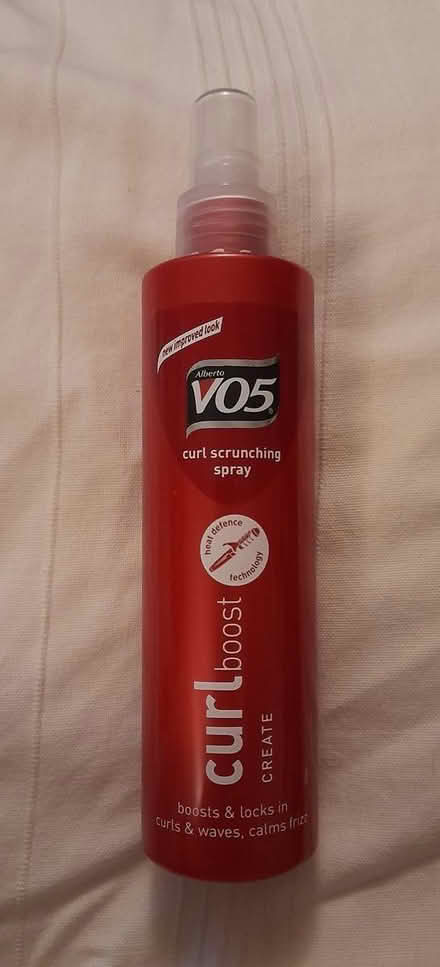 new improved look
Alberto
VO5
curl scrunching
spray
heat defence
technology
curl boost
CREATE
boosts & locks in
curls & waves, calms frizz